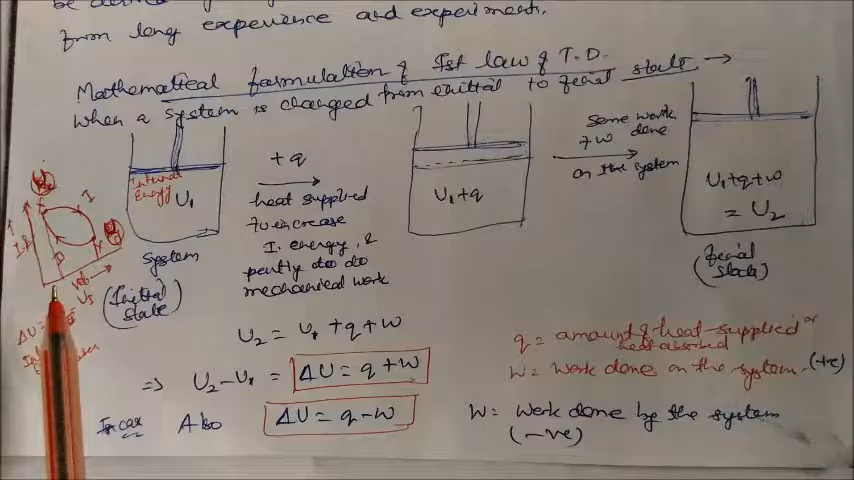 from long experience and experiments.
Mathematical formulation of Ist law of T.D.
when a system is changed from initial to final state →
+q
heat supplied
to increase
I. energy, &
partly do do
mechanical work
Some work
+w done
on the system
Internal
Energy
U₁
U₁+q
U₁+q+w
= U₂
System
(Initial
state)
(Final
state)
U₂ = U₁ + q + w
=> U₂-U₁ = ΔU = q + w
Also ΔU = q - w
q = amount of heat supplied or
heat absorbed
W = work done on the system. (+ve)
W = work done by the system
(-ve)